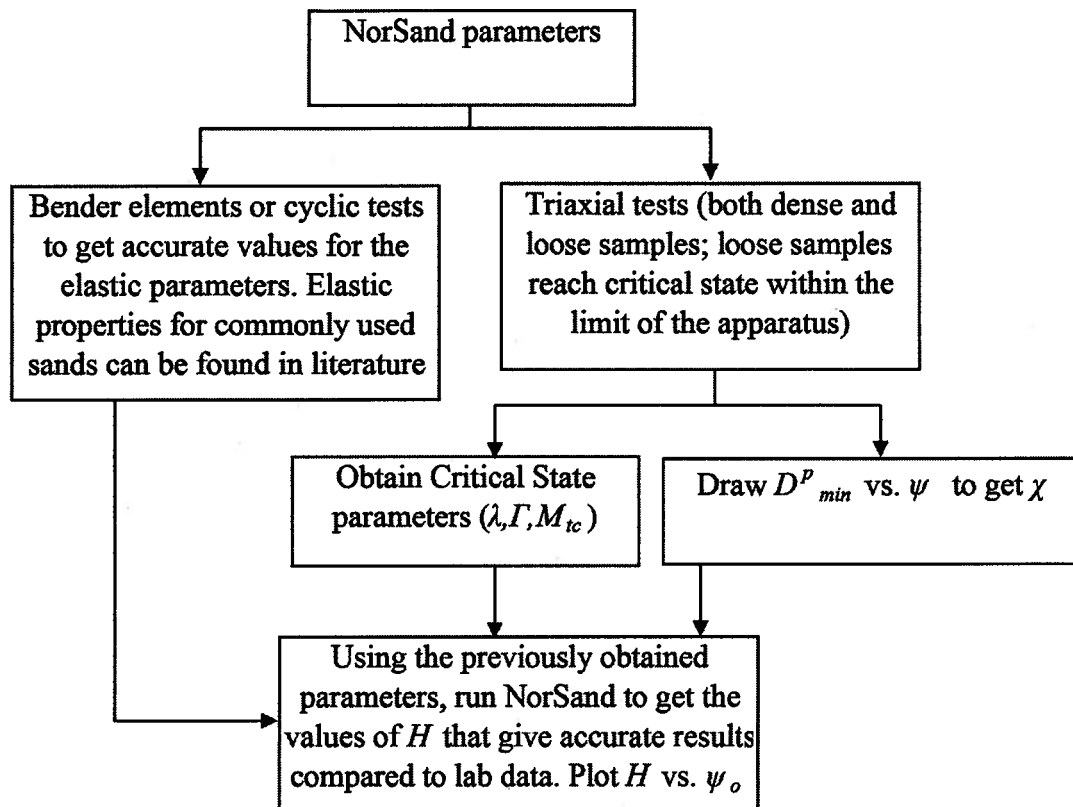 NorSand parameters
Bender elements or cyclic tests
to get accurate values for the
elastic parameters. Elastic
properties for commonly used
sands can be found in literature
Triaxial tests (both dense and
loose samples; loose samples
reach critical state within the
limit of the apparatus)
Obtain Critical State
parameters (λ,Γ,M_tc)
Draw D^p_min vs. ψ to get χ
Using the previously obtained
parameters, run NorSand to get the
values of H that give accurate results
compared to lab data. Plot H vs. ψ_o